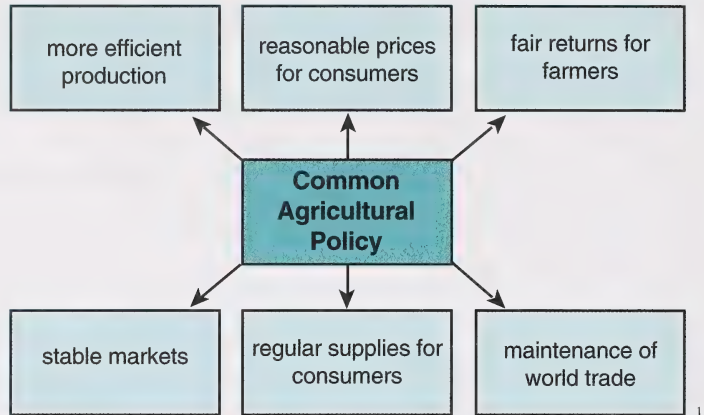 more efficient
production
reasonable prices
for consumers
fair returns for
farmers
Common
Agricultural
Policy
stable markets
regular supplies for
consumers
maintenance of
world trade